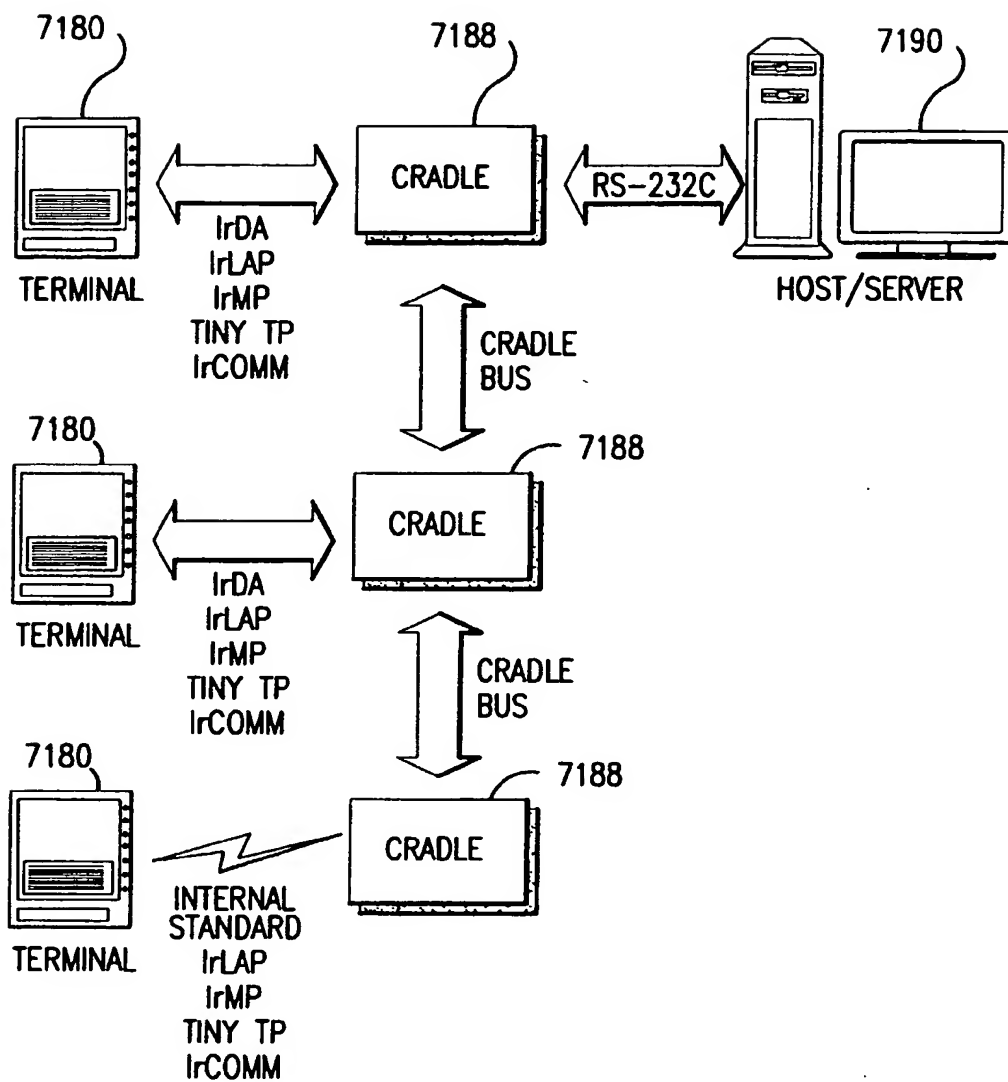 7180
7188
7190
CRADLE
RS-232C
TERMINAL
IrDA
IrLAP
IrMP
TINY TP
IrCOMM
HOST/SERVER
CRADLE
BUS
7180
7188
CRADLE
TERMINAL
IrDA
IrLAP
IrMP
TINY TP
IrCOMM
CRADLE
BUS
7180
7188
CRADLE
TERMINAL
INTERNAL
STANDARD
IrLAP
IrMP
TINY TP
IrCOMM